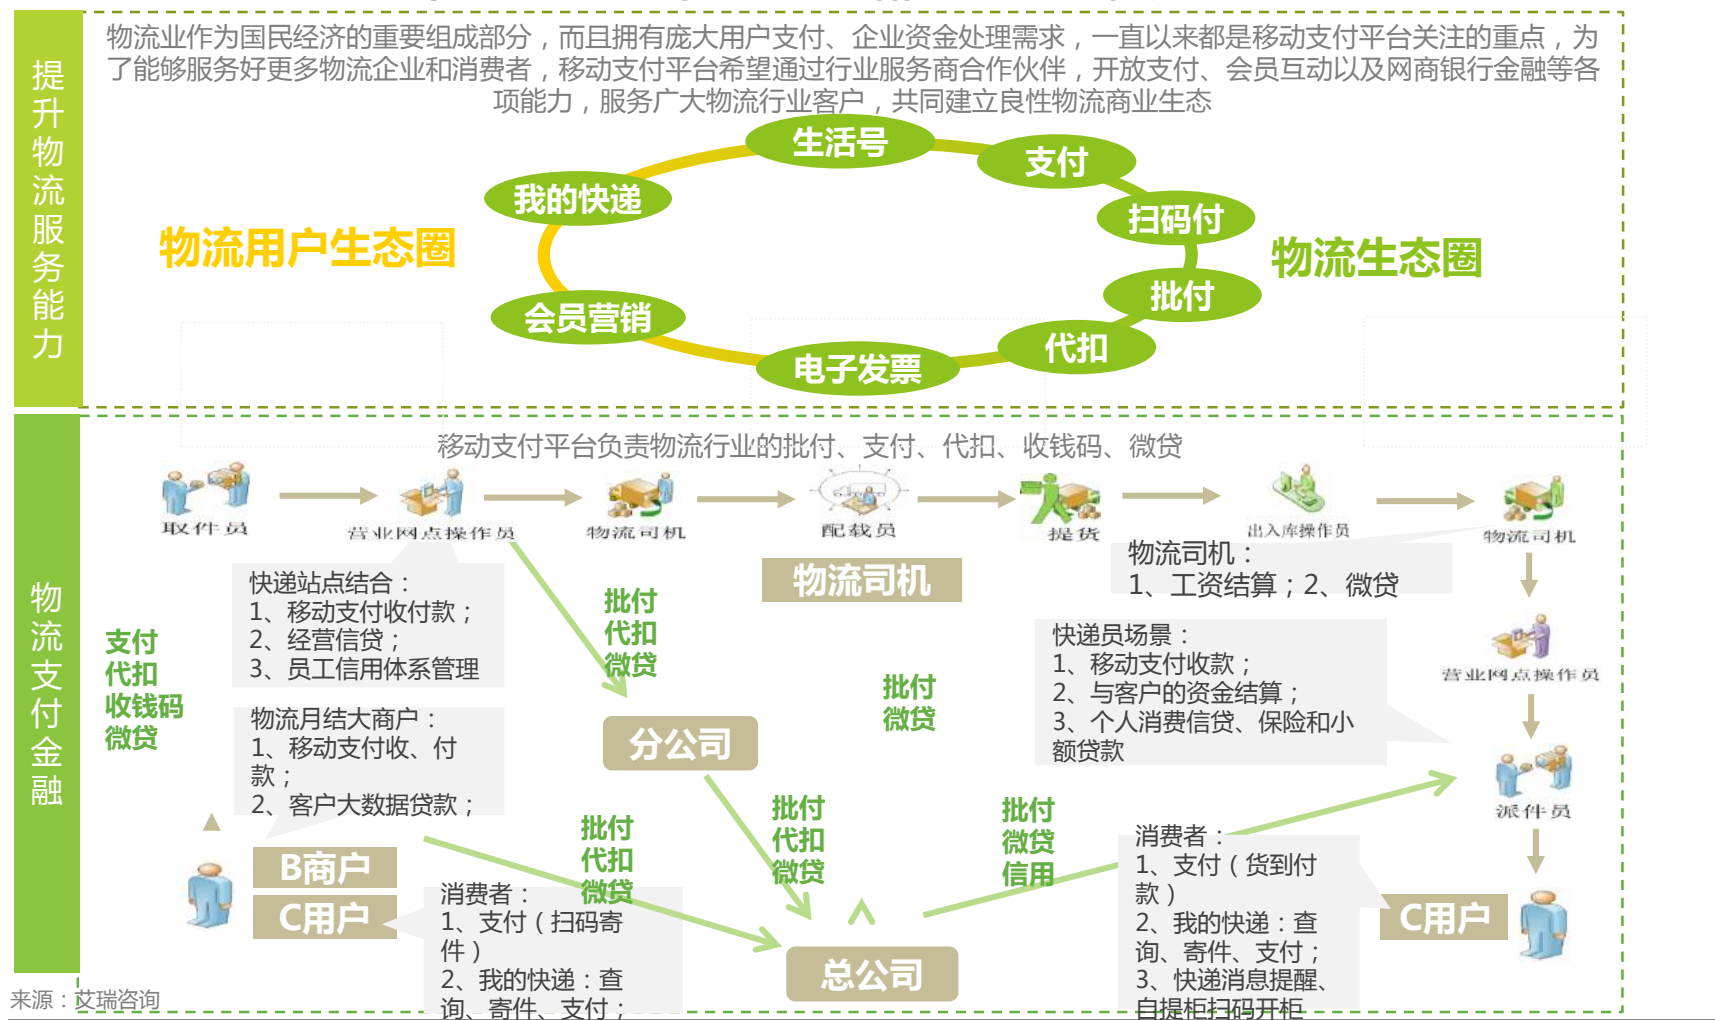 提升物流服务能力
物流业作为国民经济的重要组成部分，而且拥有庞大用户支付、企业资金处理需求，一直以来都是移动支付平台关注的重点，为
了能够服务好更多物流企业和消费者，移动支付平台希望通过行业服务商合作伙伴，开放支付、会员互动以及网商银行金融等各
项能力，服务广大物流行业客户，共同建立良性物流商业生态
生活号
支付
我的快递
扫码付
物流用户生态圈
物流生态圈
批付
会员营销
代扣
电子发票
物流支付金融
移动支付平台负责物流行业的批付、支付、代扣、收钱码、微贷
取件员
营业网点操作员
物流司机
配载员
提货
出入库操作员
物流司机
物流司机：
1、工资结算；2、微贷
物流司机
快递站点结合：
1、移动支付收付款；
2、经营信贷；
3、员工信用体系管理
批付
代扣
微贷
支付
代扣
收钱码
微贷
快递员场景：
1、移动支付收款；
2、与客户的资金结算；
3、个人消费信贷、保险和小
额贷款
营业网点操作员
批付
微贷
物流月结大商户：
1、移动支付收、付
款；
2、客户大数据贷款；
分公司
派件员
批付
代扣
微贷
批付
代扣
微贷
批付
微贷
信用
B商户
C用户
消费者：
1、支付（扫码寄
件）
2、我的快递：查
询、寄件、支付；
消费者：
1、支付（货到付
款）
2、我的快递：查
询、寄件、支付；
3、快递消息提醒、
自提柜扫码开柜
C用户
总公司
来源：艾瑞咨询